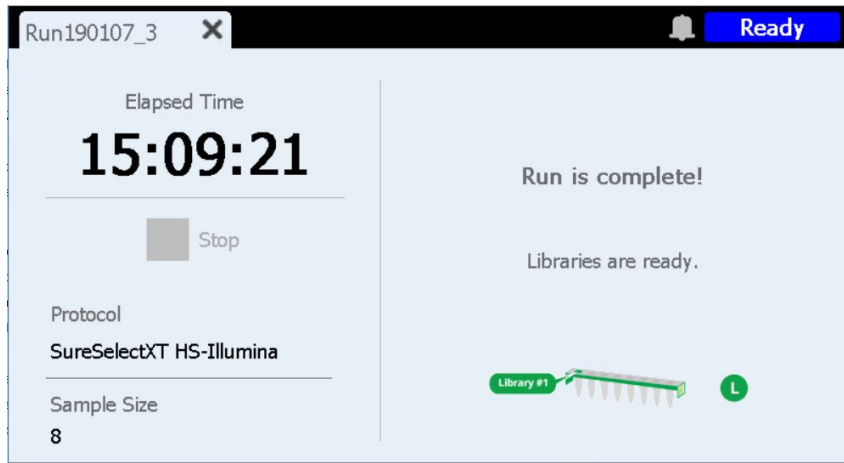 Run190107_3
Ready
Elapsed Time
15:09:21
Stop
Protocol
SureSelectXT HS-Illumina
Sample Size
8
Run is complete!
Libraries are ready.
Library #1
L